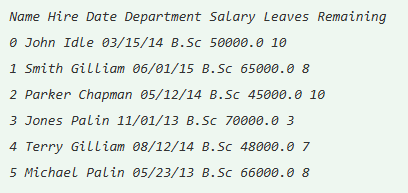 Name Hire Date Department Salary Leaves Remaining
0 John Idle 03/15/14 B.Sc 50000.0 10
1 Smith Gilliam 06/01/15 B.Sc 65000.0 8
2 Parker Chapman 05/12/14 B.Sc 45000.0 10
3 Jones Palin 11/01/13 B.Sc 70000.0 3
4 Terry Gilliam 08/12/14 B.Sc 48000.0 7
5 Michael Palin 05/23/13 B.Sc 66000.0 8